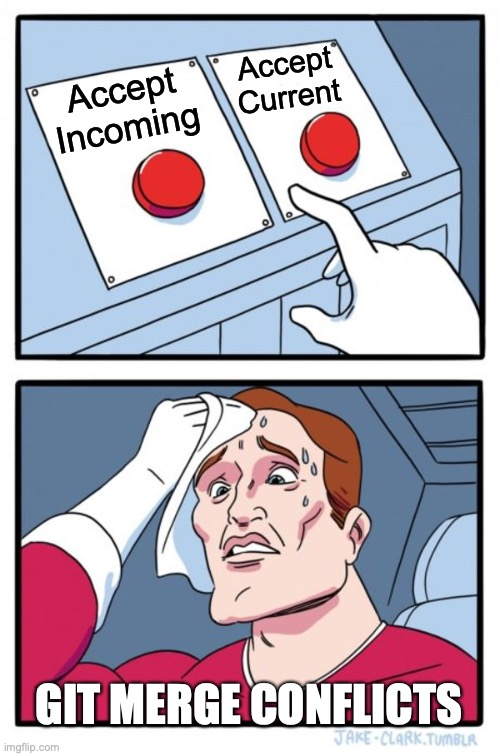 Accept
Incoming
Accept
Current
GIT MERGE CONFLICTS
imgflip.com
JAKE-CLARK.TUMBLR